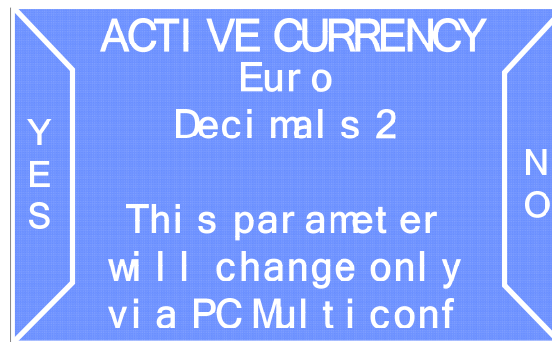 ACTIVE CURRENCY
Euro
Decimals 2
YES
NO
This parameter
will change only
via PC Multiconf